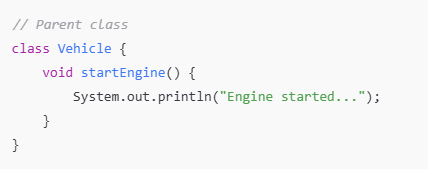 // Parent class
class Vehicle {
    void startEngine() {
        System.out.println("Engine started...");
    }
}